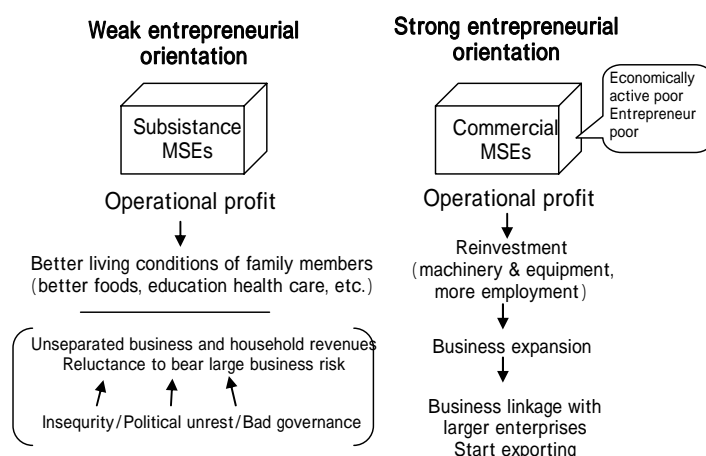 Weak entrepreneurial
orientation
Subsistance
MSEs
Operational profit
Better living conditions of family members
(better foods, education health care, etc.)
Unseparated business and household revenues
Reluctance to bear large business risk
Insequrity/Political unrest/Bad governance
Strong entrepreneurial
orientation
Commercial
MSEs
Economically
active poor
Entrepreneur
poor
Operational profit
Reinvestment
(machinery & equipment,
more employment)
Business expansion
Business linkage with
larger enterprises
Start exporting